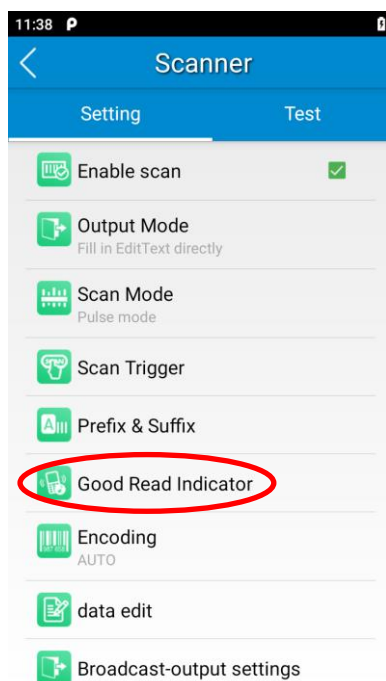 11:38
Scanner
Setting Test
Enable scan
Output Mode
Fill in EditText directly
Scan Mode
Pulse mode
Scan Trigger
Prefix & Suffix
Good Read Indicator
Encoding
AUTO
data edit
Broadcast-output settings